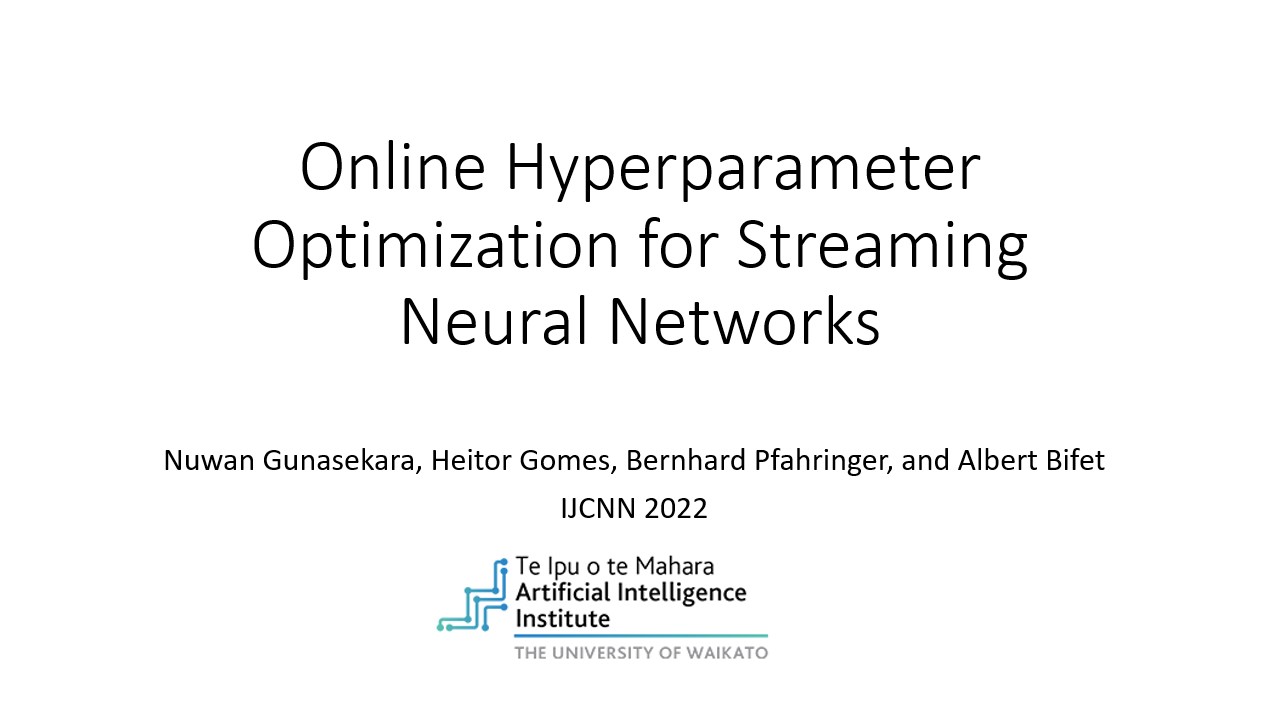 Online Hyperparameter
Optimization for Streaming
Neural Networks
Nuwan Gunasekara, Heitor Gomes, Bernhard Pfahringer, and Albert Bifet
IJCNN 2022
Te Ipu o te Mahara
Artificial Intelligence
Institute
THE UNIVERSITY OF WAIKATO